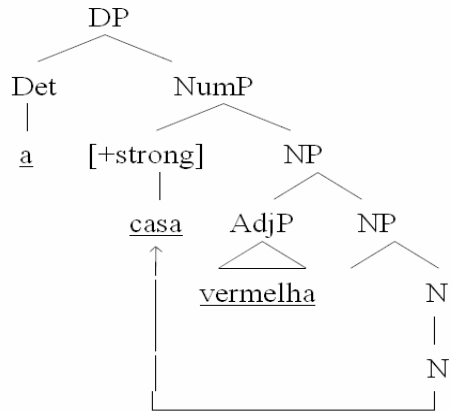 DP
Det NumP
a [+strong] NP
casa AdjP NP
vermelha N
N